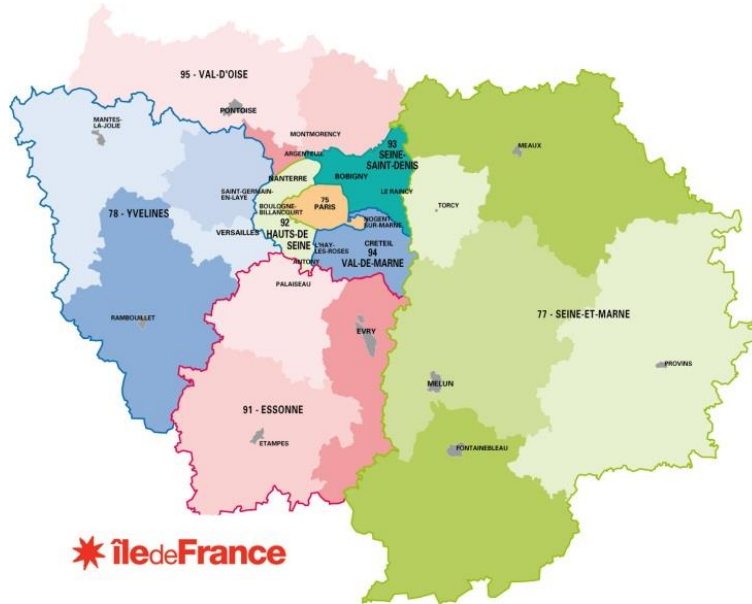 95 - VAL-D'OISE
MANTES-
LA-JOLIE
PONTOISE
MONTMORENCY
93
SEINE-
SAINT-DENIS
MEAUX
ARGENTEUIL
NANTERRE
BOBIGNY
SAINT-GERMAIN-
EN-LAYE
LE RAINCY
TORCY
78 - YVELINES
BOULOGNE-
BILLANCOURT
75
PARIS
NOGENT-
SUR-MARNE
92
HAUTS-DE
SEINE
VERSAILLES
L'HAY-
LES-ROSES
CRETEIL
94
VAL-DE-MARNE
ANTONY
PALAISEAU
RAMBOUILLET
EVRY
77 - SEINE-ET-MARNE
PROVINS
MELUN
91 - ESSONNE
ETAMPES
FONTAINEBLEAU
îledeFrance